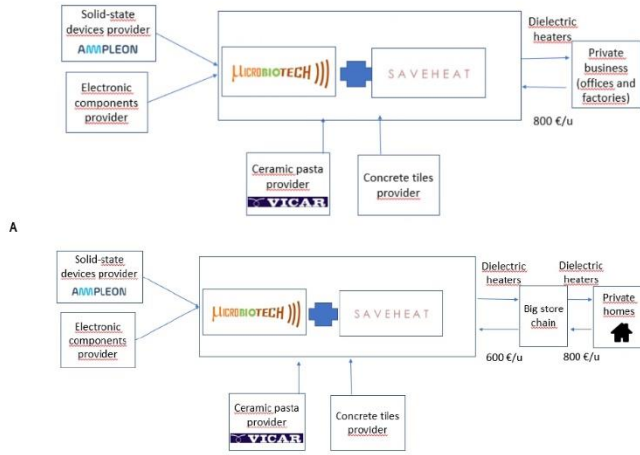 Solid-state
devices provider
AMPLEON
Electronic
components
provider
µICROBIOTECH
SAVEHEAT
Dielectric
heaters
Private
business
(offices and
factories)
800 €/u
Ceramic pasta
provider
VICAR
Concrete tiles
provider
A
Solid-state
devices provider
AMPLEON
Electronic
components
provider
µICROBIOTECH
SAVEHEAT
Dielectric
heaters
Big store
chain
Dielectric
heaters
Private
homes
600 €/u
800 €/u
Ceramic pasta
provider
VICAR
Concrete tiles
provider